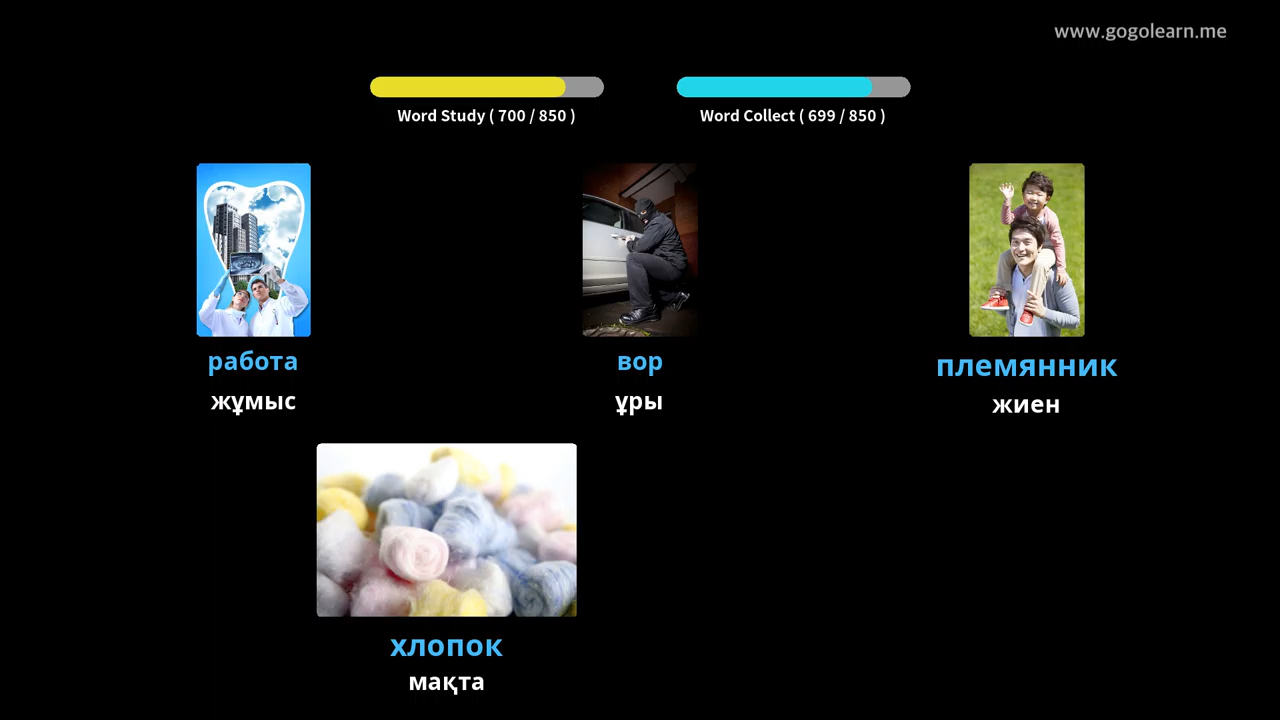 www.gogolearn.me
Word Study ( 700 / 850 )
Word Collect ( 699 / 850 )
работа
жұмыс
вор
ұры
племянник
жиен
хлопок
мақта